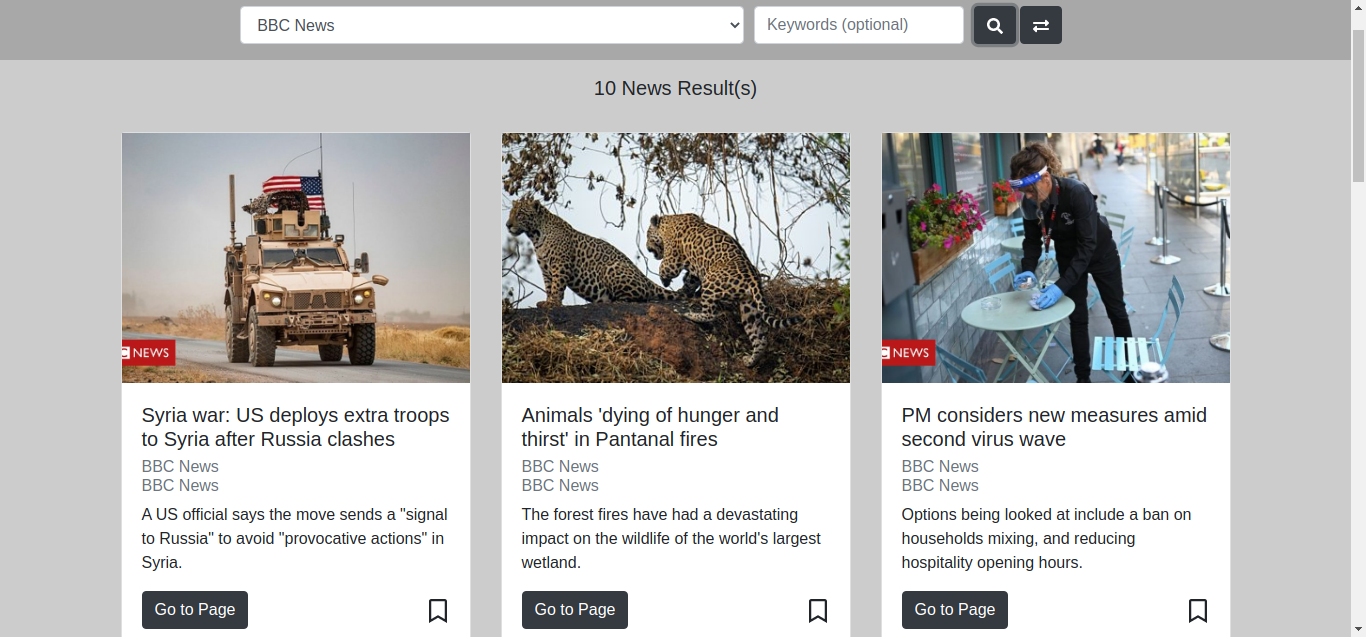 BBC News
Keywords (optional)
10 News Result(s)
C NEWS
C NEWS
Syria war: US deploys extra troops
to Syria after Russia clashes
BBC News
BBC News
A US official says the move sends a "signal
to Russia" to avoid "provocative actions" in
Syria.
Go to Page
Animals 'dying of hunger and
thirst' in Pantanal fires
BBC News
BBC News
The forest fires have had a devastating
impact on the wildlife of the world's largest
wetland.
Go to Page
PM considers new measures amid
second virus wave
BBC News
BBC News
Options being looked at include a ban on
households mixing, and reducing
hospitality opening hours.
Go to Page